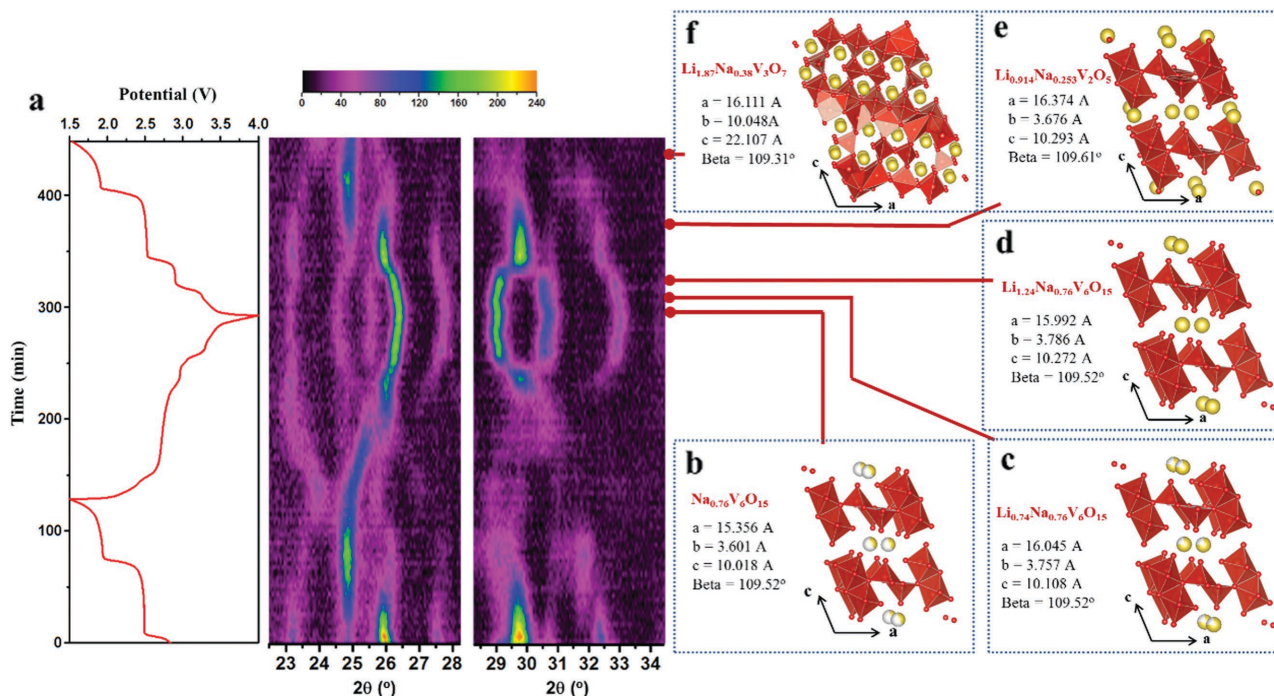 a
Potential (V)
1.5 2.0 2.5 3.0 3.5 4.0
0 40 80 120 160 200 240
Time (min)
400
300
200
100
0
23 24 25 26 27 28
2θ (°)
29 30 31 32 33 34
2θ (°)
f
Li1.87Na0.38V3O7
a = 16.111 A
b – 10.048A
c = 22.107 A
Beta = 109.31°
c
a
e
Li0.914Na0.253V2O5
a = 16.374 A
b = 3.676 A
c = 10.293 A
Beta = 109.61°
c
a
d
Li1.24Na0.76V6O15
a = 15.992 A
b – 3.786 A
c = 10.272 A
Beta = 109.52°
c
a
b
Na0.76V6O15
a = 15.356 A
b – 3.601 A
c = 10.018 A
Beta = 109.52°
c
a
c
Li0.74Na0.76V6O15
a = 16.045 A
b = 3.757 A
c = 10.108 A
Beta = 109.52°
c
a